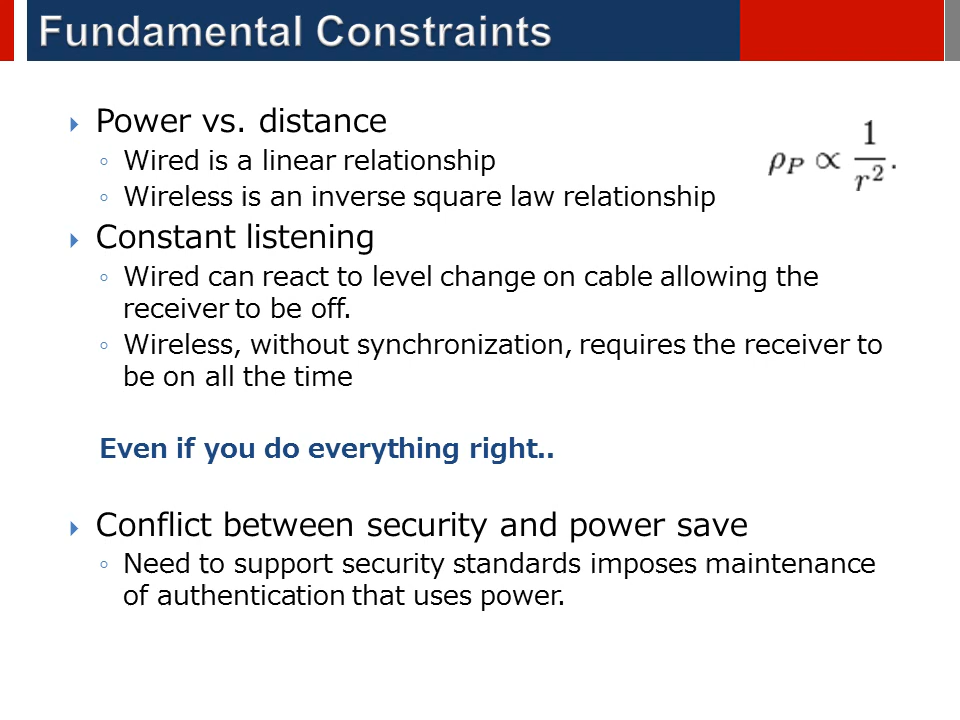 Fundamental Constraints
Power vs. distance
◦ Wired is a linear relationship
◦ Wireless is an inverse square law relationship
ρ_P ∝ 1/r².
Constant listening
◦ Wired can react to level change on cable allowing the
receiver to be off.
◦ Wireless, without synchronization, requires the receiver to
be on all the time
Even if you do everything right..
Conflict between security and power save
◦ Need to support security standards imposes maintenance
of authentication that uses power.